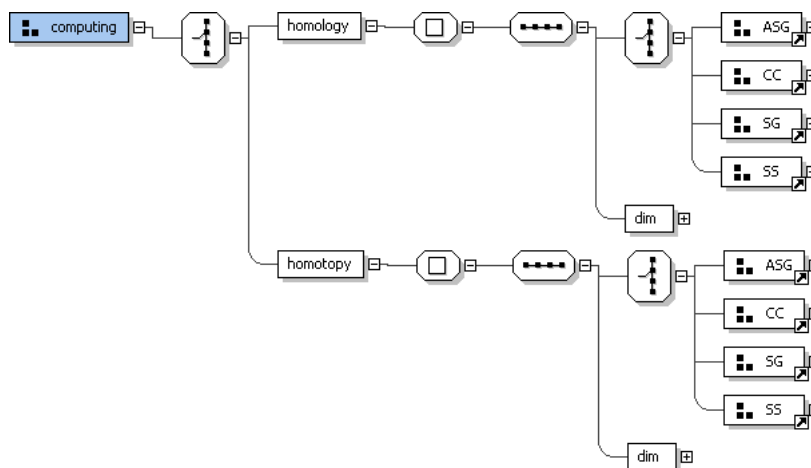 computing
homology
ASG
CC
SG
SS
dim
homotopy
ASG
CC
SG
SS
dim